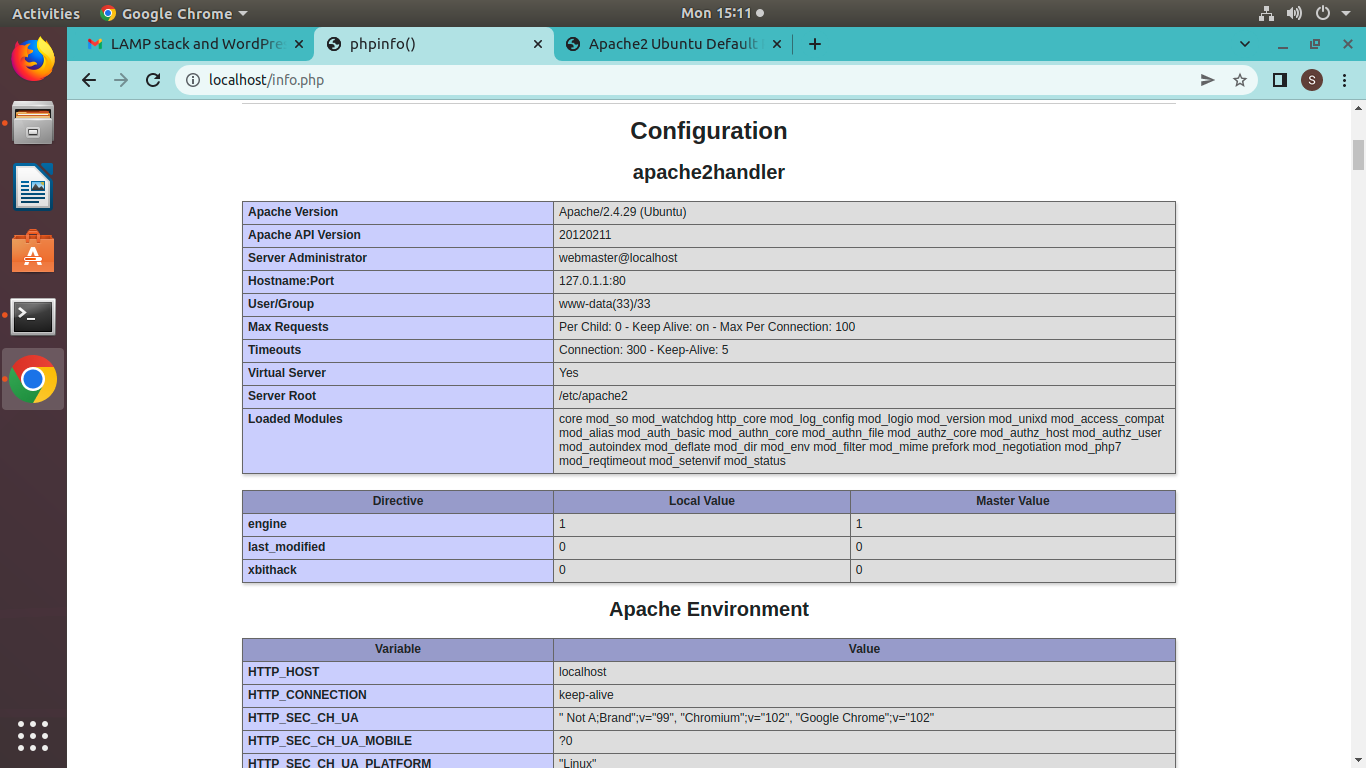 Activities
Google Chrome
Mon 15:11
LAMP stack and WordPre
phpinfo()
Apache2 Ubuntu Default
localhost/info.php
S
Configuration
apache2handler
Apache Version Apache/2.4.29 (Ubuntu)
Apache API Version 20120211
Server Administrator webmaster@localhost
Hostname:Port 127.0.1.1:80
User/Group www-data(33)/33
Max Requests Per Child: 0 - Keep Alive: on - Max Per Connection: 100
Timeouts Connection: 300 - Keep-Alive: 5
Virtual Server Yes
Server Root /etc/apache2
Loaded Modules core mod_so mod_watchdog http_core mod_log_config mod_logio mod_version mod_unixd mod_access_compat
mod_alias mod_auth_basic mod_authn_core mod_authn_file mod_authz_core mod_authz_host mod_authz_user
mod_autoindex mod_deflate mod_dir mod_env mod_filter mod_mime prefork mod_negotiation mod_php7
mod_reqtimeout mod_setenvif mod_status
Directive Local Value Master Value
engine 1 1
last_modified 0 0
xbithack 0 0
Apache Environment
Variable Value
HTTP_HOST localhost
HTTP_CONNECTION keep-alive
HTTP_SEC_CH_UA " Not A;Brand";v="99", "Chromium";v="102", "Google Chrome";v="102"
HTTP_SEC_CH_UA_MOBILE ?0
HTTP_SEC_CH_UA_PLATFORM "Linux"